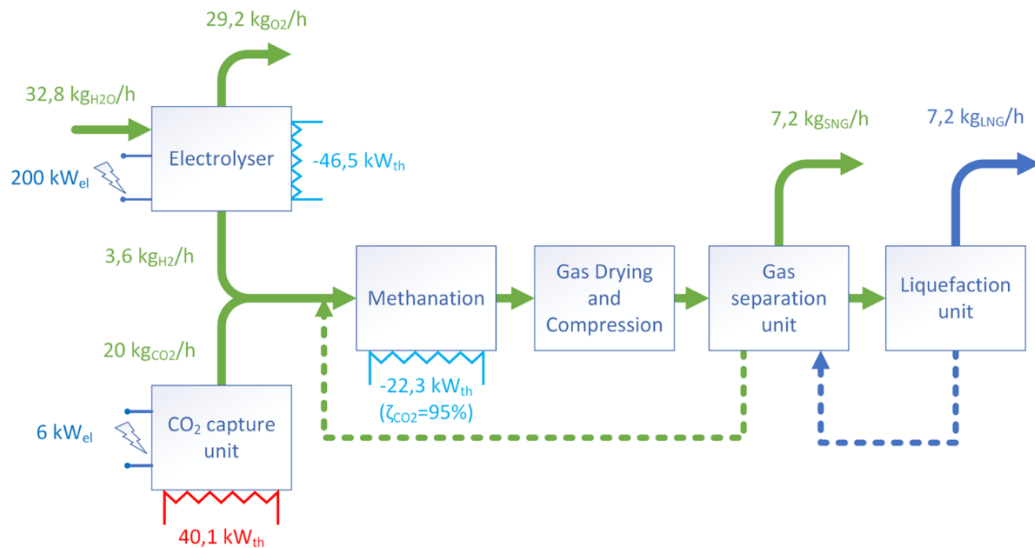 29,2 kgO2/h
32,8 kgH2O/h
7,2 kgSNG/h
7,2 kgLNG/h
Electrolyser
-46,5 kWth
200 kWel
3,6 kgH2/h
Methanation
Gas Drying
and
Compression
Gas
separation
unit
Liquefaction
unit
20 kgCO2/h
-22,3 kWth
(ζCO2=95%)
6 kWel
CO2 capture
unit
40,1 kWth